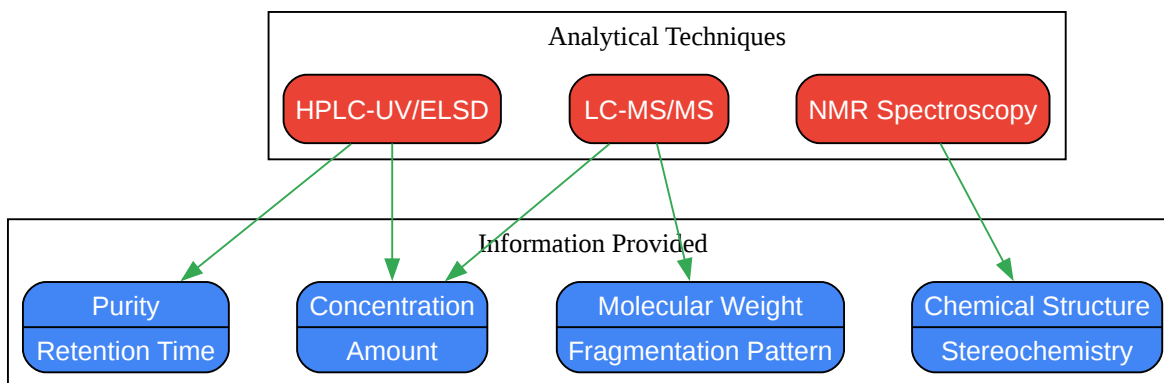 Analytical Techniques
HPLC-UV/ELSD
LC-MS/MS
NMR Spectroscopy
Information Provided
Purity
Retention Time
Concentration
Amount
Molecular Weight
Fragmentation Pattern
Chemical Structure
Stereochemistry